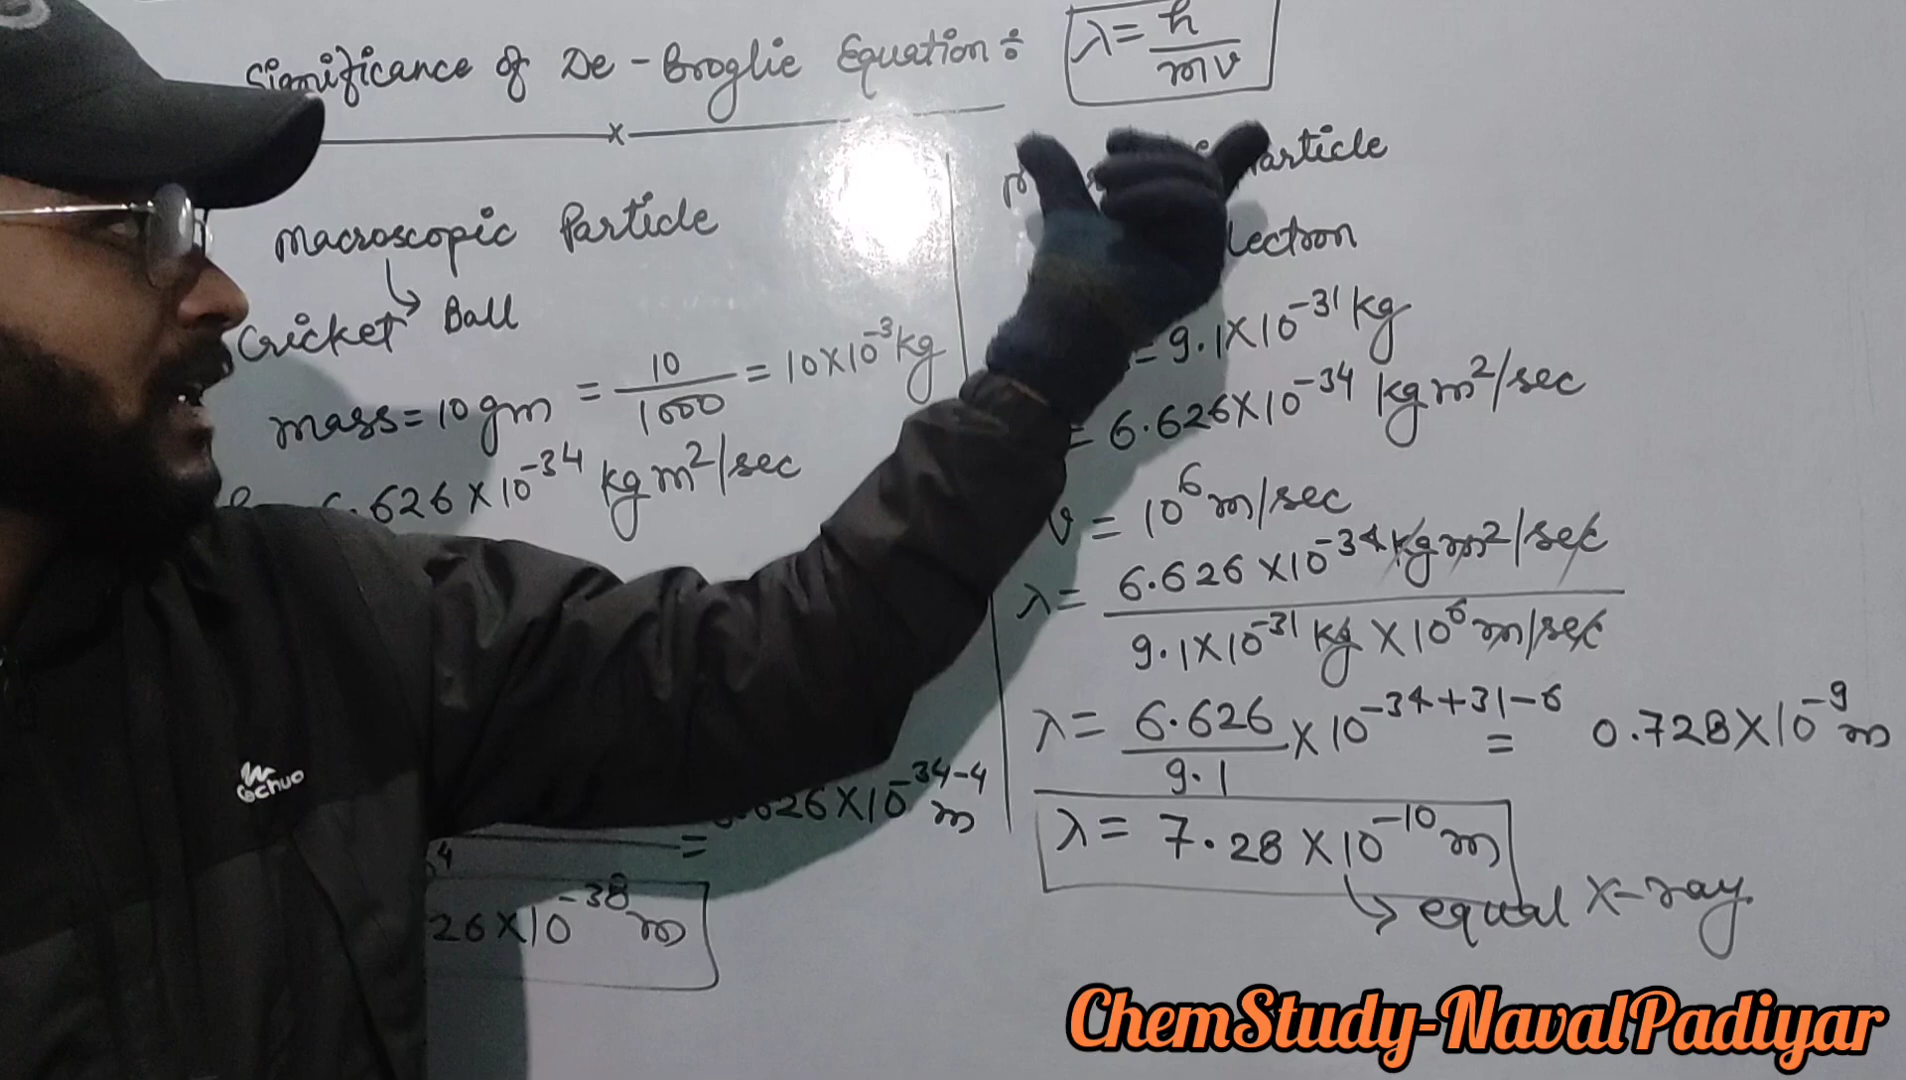 Significance of De-Broglie Equation ÷ λ = h/mv
Macroscopic Particle
Cricket Ball
mass = 10 gm = 10/1000 = 10×10⁻³ kg
6.626×10⁻³⁴ kg m²/sec
626×10⁻³⁴⁻⁴ m
=
26×10⁻³⁸ m
article
lectron
= 9.1×10⁻³¹ kg
= 6.626×10⁻³⁴ kg m²/sec
v = 10⁶ m/sec
λ = 6.626×10⁻³⁴ kg m²/sec / 9.1×10⁻³¹ kg × 10⁶ m/sec
λ = 6.626/9.1 × 10⁻³⁴⁺³¹⁻⁶ = 0.728×10⁻⁹ m
λ = 7.28×10⁻¹⁰ m
equal X-ray.
ChemStudy-NavalPadiyar